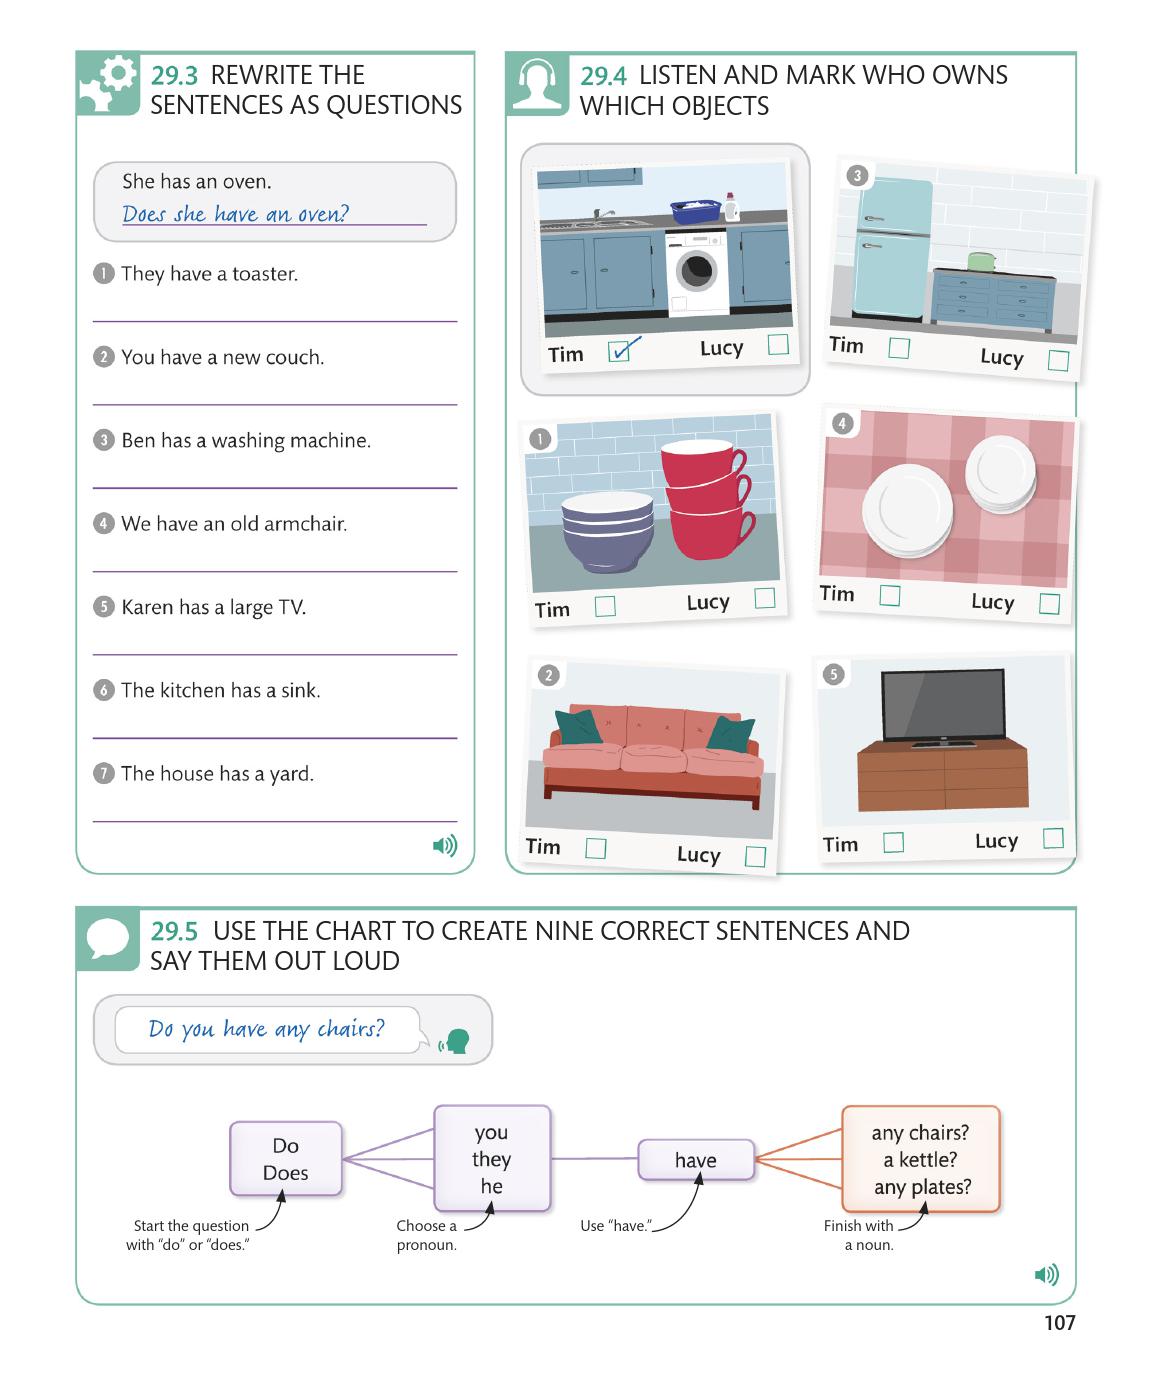 29.3 REWRITE THE
SENTENCES AS QUESTIONS
She has an oven.
Does she have an oven?
1 They have a toaster.
2 You have a new couch.
3 Ben has a washing machine.
4 We have an old armchair.
5 Karen has a large TV.
6 The kitchen has a sink.
7 The house has a yard.
29.4 LISTEN AND MARK WHO OWNS
WHICH OBJECTS
Tim Lucy
1
Tim Lucy
2
Tim Lucy
3
Tim Lucy
4
Tim Lucy
5
Tim Lucy
29.5 USE THE CHART TO CREATE NINE CORRECT SENTENCES AND
SAY THEM OUT LOUD
Do you have any chairs?
Do
Does
you
they
he
have
any chairs?
a kettle?
any plates?
Start the question
with “do” or “does.”
Choose a
pronoun.
Use “have.”
Finish with
a noun.
107